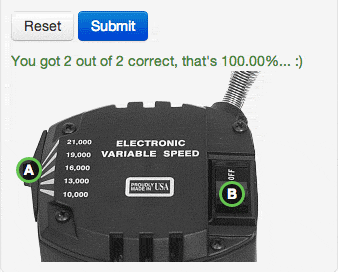 Reset Submit
You got 2 out of 2 correct, that's 100.00%... :)
21,000
19,000
16,000
13,000
10,000
ELECTRONIC
VARIABLE SPEED
PROUDLY
MADE IN USA
A
OFF
B